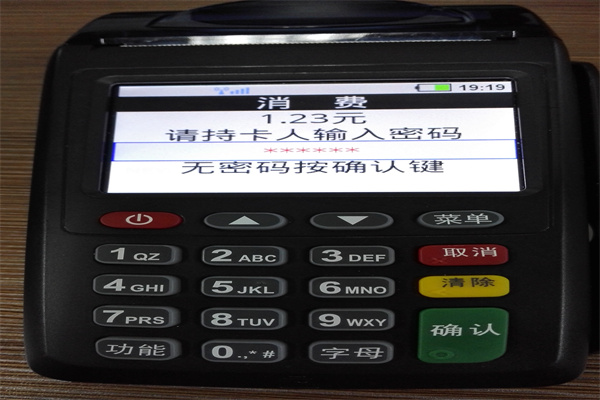 19:19
消 费
1.23元
请持卡人输入密码
******
无密码按确认键
菜单
1 QZ 2 ABC 3 DEF 取消
4 GHI 5 JKL 6 MNO 清除
7 PRS 8 TUV 9 WXY 确认
功能 0 .,*# 字母